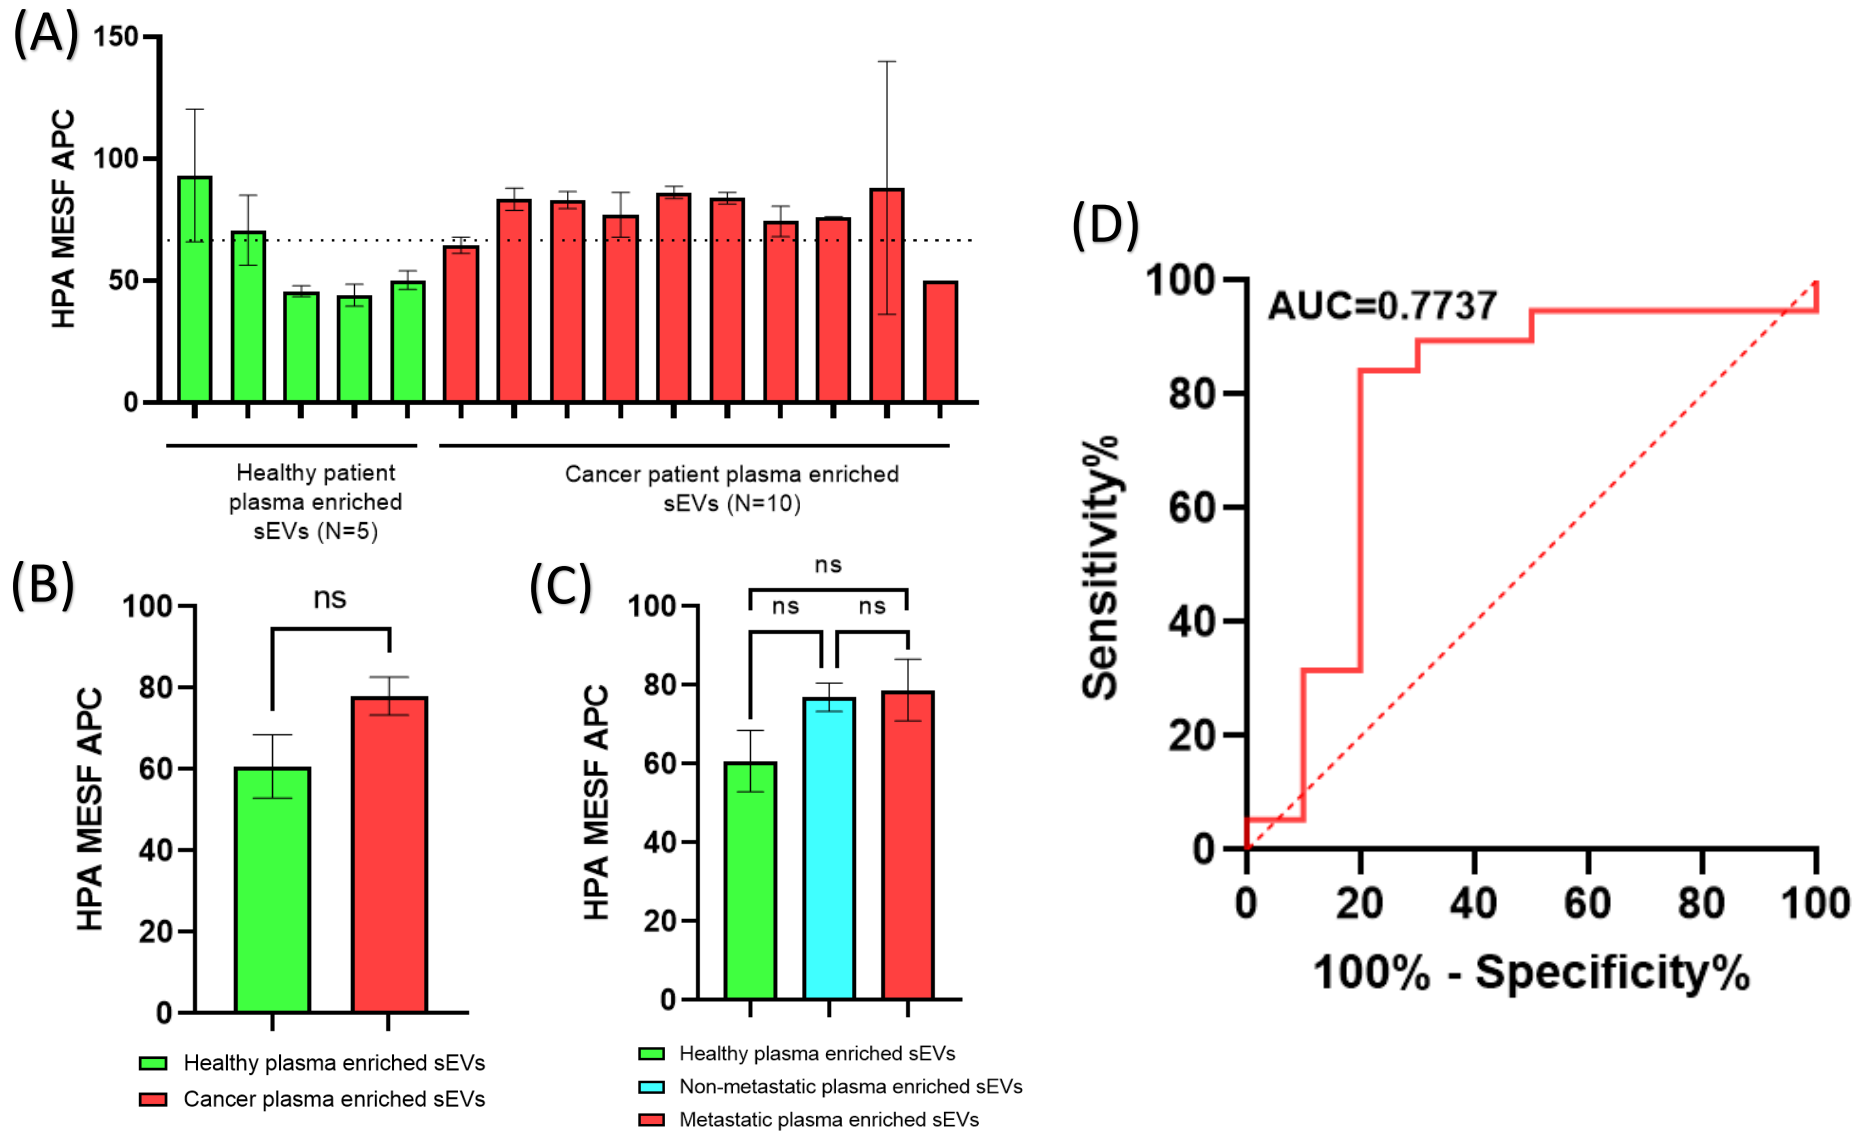 (A)
150
100
50
0
HPA MESF APC
Healthy patient
plasma enriched
sEVs (N=5)
Cancer patient plasma enriched
sEVs (N=10)
(B)
ns
100
80
60
40
20
0
HPA MESF APC
Healthy plasma enriched sEVs
Cancer plasma enriched sEVs
(C)
ns
ns
ns
100
80
60
40
20
0
HPA MESF APC
Healthy plasma enriched sEVs
Non-metastatic plasma enriched sEVs
Metastatic plasma enriched sEVs
(D)
AUC=0.7737
100
80
60
40
20
0
Sensitivity%
0 20 40 60 80 100
100% - Specificity%